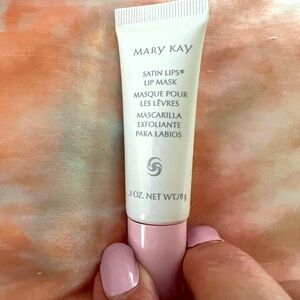 MARY KAY
SATIN LIPS®
LIP MASK
MASQUE POUR
LES LÈVRES
MASCARILLA
EXFOLIANTE
PARA LABIOS
.3 OZ. NET WT./8 g